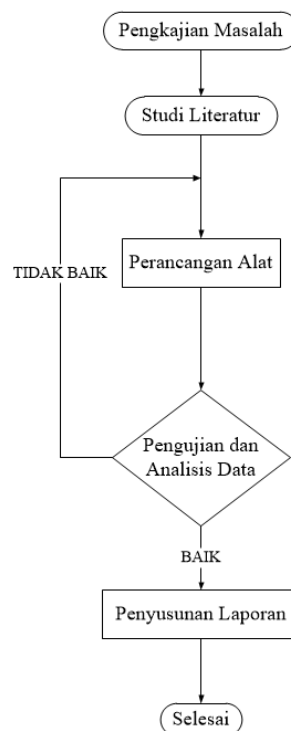 Pengkajian Masalah
Studi Literatur
Perancangan Alat
TIDAK BAIK
Pengujian dan
Analisis Data
BAIK
Penyusunan Laporan
Selesai